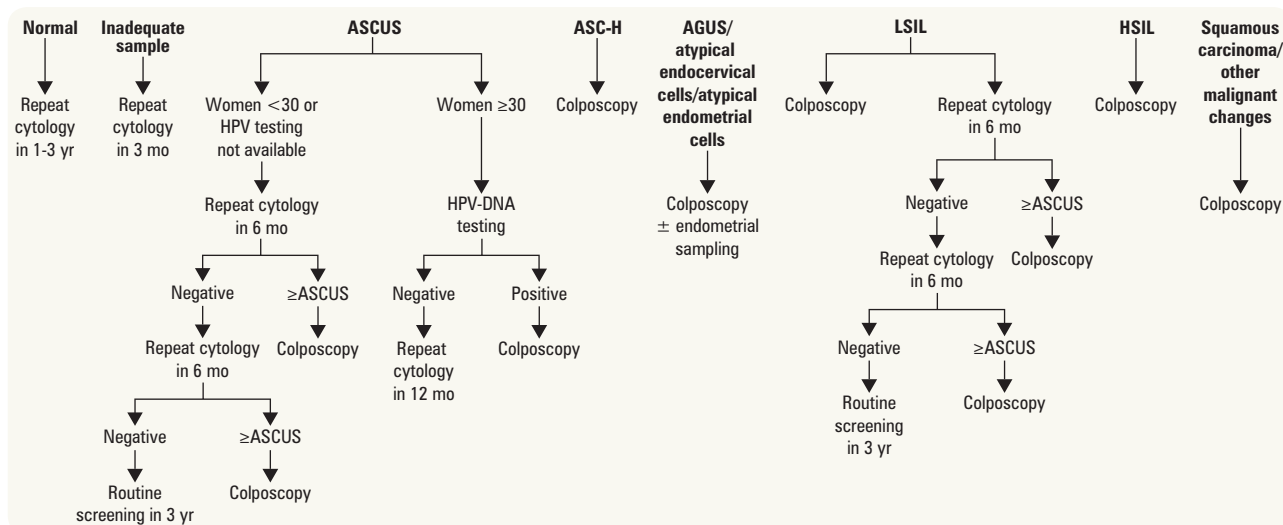 Normal
Repeat
cytology
in 1-3 yr
Inadequate
sample
Repeat
cytology
in 3 mo
ASCUS
Women <30 or
HPV testing
not available
Repeat cytology
in 6 mo
Negative
≥ASCUS
Repeat cytology
in 6 mo
Colposcopy
Negative
≥ASCUS
Routine
screening in 3 yr
Colposcopy
Women ≥30
HPV-DNA
testing
Negative
Positive
Repeat
cytology
in 12 mo
Colposcopy
ASC-H
Colposcopy
AGUS/
atypical
endocervical
cells/atypical
endometrial
cells
Colposcopy
± endometrial
sampling
LSIL
Colposcopy
Repeat cytology
in 6 mo
Negative
≥ASCUS
Repeat cytology
in 6 mo
Colposcopy
Negative
≥ASCUS
Routine
screening
in 3 yr
Colposcopy
HSIL
Colposcopy
Squamous
carcinoma/
other
malignant
changes
Colposcopy